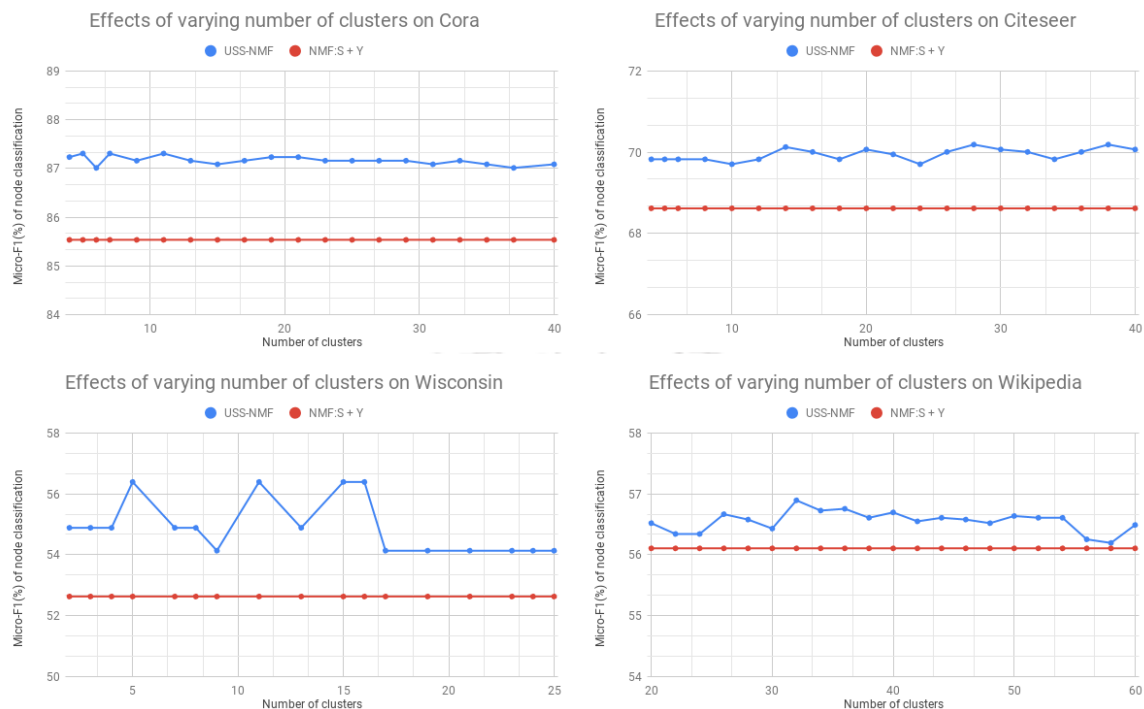 Effects of varying number of clusters on Cora
USS-NMF NMF:S + Y
Micro-F1(%) of node classification
89
88
87
86
85
84
10 20 30 40
Number of clusters
Effects of varying number of clusters on Citeseer
USS-NMF NMF:S + Y
Micro-F1(%) of node classification
72
70
68
66
10 20 30 40
Number of clusters
Effects of varying number of clusters on Wisconsin
USS-NMF NMF:S + Y
Micro-F1(%) of node classification
58
56
54
52
50
5 10 15 20 25
Number of clusters
Effects of varying number of clusters on Wikipedia
USS-NMF NMF:S + Y
Micro-F1(%) of node classification
58
57
56
55
54
20 30 40 50 60
Number of clusters